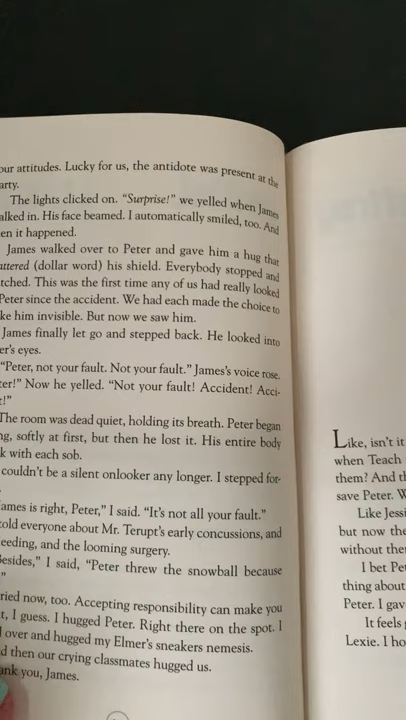 our attitudes. Lucky for us, the antidote was present at the
arty.
The lights clicked on. “Surprise!” we yelled when James
alked in. His face beamed. I automatically smiled, too. And
en it happened.
James walked over to Peter and gave him a hug that
attered (dollar word) his shield. Everybody stopped and
tched. This was the first time any of us had really looked
Peter since the accident. We had each made the choice to
ke him invisible. But now we saw him.
James finally let go and stepped back. He looked into
er’s eyes.
“Peter, not your fault. Not your fault.” James’s voice rose.
ter!” Now he yelled. “Not your fault! Accident! Acci-
t!”
The room was dead quiet, holding its breath. Peter began
ng, softly at first, but then he lost it. His entire body
k with each sob.
couldn’t be a silent onlooker any longer. I stepped for-
ames is right, Peter,” I said. “It’s not all your fault.”
told everyone about Mr. Terupt’s early concussions, and
eeding, and the looming surgery.
Besides,” I said, “Peter threw the snowball because
”
ried now, too. Accepting responsibility can make you
t, I guess. I hugged Peter. Right there on the spot. I
l over and hugged my Elmer’s sneakers nemesis.
d then our crying classmates hugged us.
ank you, James.
Like, isn’t it
when Teach
them? And th
save Peter. W
Like Jessi
but now the
without the
I bet Pe
thing about
Peter. I gav
It feels g
Lexie. I ho